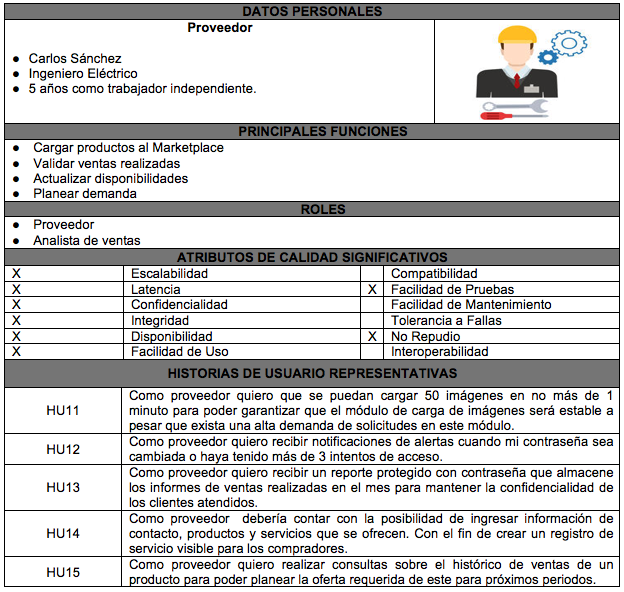 DATOS PERSONALES
Proveedor
● Carlos Sánchez
● Ingeniero Eléctrico
● 5 años como trabajador independiente.
PRINCIPALES FUNCIONES
● Cargar productos al Marketplace
● Validar ventas realizadas
● Actualizar disponibilidades
● Planear demanda
ROLES
● Proveedor
● Analista de ventas
ATRIBUTOS DE CALIDAD SIGNIFICATIVOS
X Escalabilidad Compatibilidad
X Latencia X Facilidad de Pruebas
X Confidencialidad Facilidad de Mantenimiento
X Integridad Tolerancia a Fallas
X Disponibilidad X No Repudio
X Facilidad de Uso Interoperabilidad
HISTORIAS DE USUARIO REPRESENTATIVAS
HU11
Como proveedor quiero que se puedan cargar 50 imágenes en no más de 1
minuto para poder garantizar que el módulo de carga de imágenes será estable a
pesar que exista una alta demanda de solicitudes en este módulo.
HU12
Como proveedor quiero recibir notificaciones de alertas cuando mi contraseña sea
cambiada o haya tenido más de 3 intentos de acceso.
HU13
Como proveedor quiero recibir un reporte protegido con contraseña que almacene
los informes de ventas realizadas en el mes para mantener la confidencialidad de
los clientes atendidos.
HU14
Como proveedor debería contar con la posibilidad de ingresar información de
contacto, productos y servicios que se ofrecen. Con el fin de crear un registro de
servicio visible para los compradores.
HU15
Como proveedor quiero realizar consultas sobre el histórico de ventas de un
producto para poder planear la oferta requerida de este para próximos periodos.